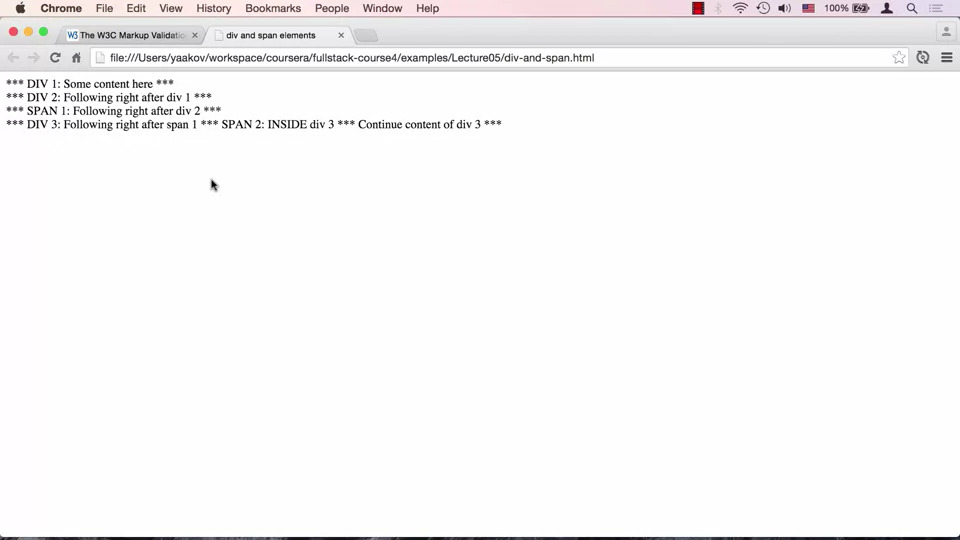 Chrome File Edit View History Bookmarks People Window Help 100%
The W3C Markup Validatio
div and span elements
file:///Users/yaakov/workspace/coursera/fullstack-course4/examples/Lecture05/div-and-span.html
*** DIV 1: Some content here ***
*** DIV 2: Following right after div 1 ***
*** SPAN 1: Following right after div 2 ***
*** DIV 3: Following right after span 1 *** SPAN 2: INSIDE div 3 *** Continue content of div 3 ***